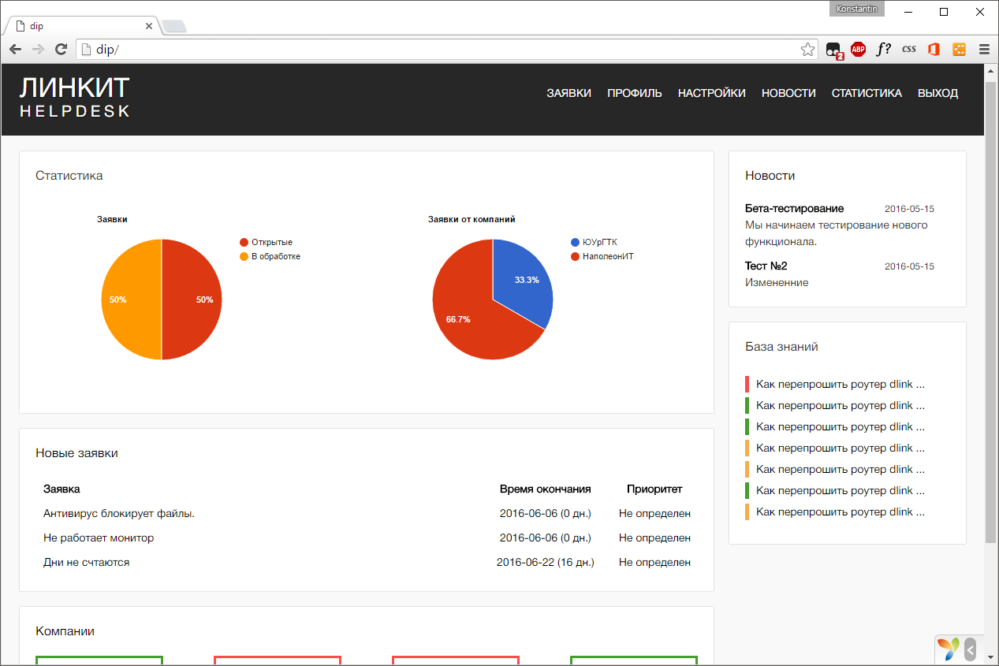 Konstantin
dip
dip/
2
ABP
f?
css
ЛИНКИТ
HELPDESK
ЗАЯВКИ ПРОФИЛЬ НАСТРОЙКИ НОВОСТИ СТАТИСТИКА ВЫХОД
Статистика
Заявки
Открытые
В обработке
50%
50%
Заявки от компаний
ЮУрГТК
НаполеонИТ
33.3%
66.7%
Новые заявки
Заявка Время окончания Приоритет
Антивирус блокирует файлы. 2016-06-06 (0 дн.) Не определен
Не работает монитор 2016-06-06 (0 дн.) Не определен
Дни не счтаются 2016-06-22 (16 дн.) Не определен
Компании
Новости
Бета-тестирование 2016-05-15
Мы начинаем тестирование нового
функционала.
Тест №2 2016-05-15
Измененние
База знаний
Как перепрошить роутер dlink ...
Как перепрошить роутер dlink ...
Как перепрошить роутер dlink ...
Как перепрошить роутер dlink ...
Как перепрошить роутер dlink ...
Как перепрошить роутер dlink ...
Как перепрошить роутер dlink ...